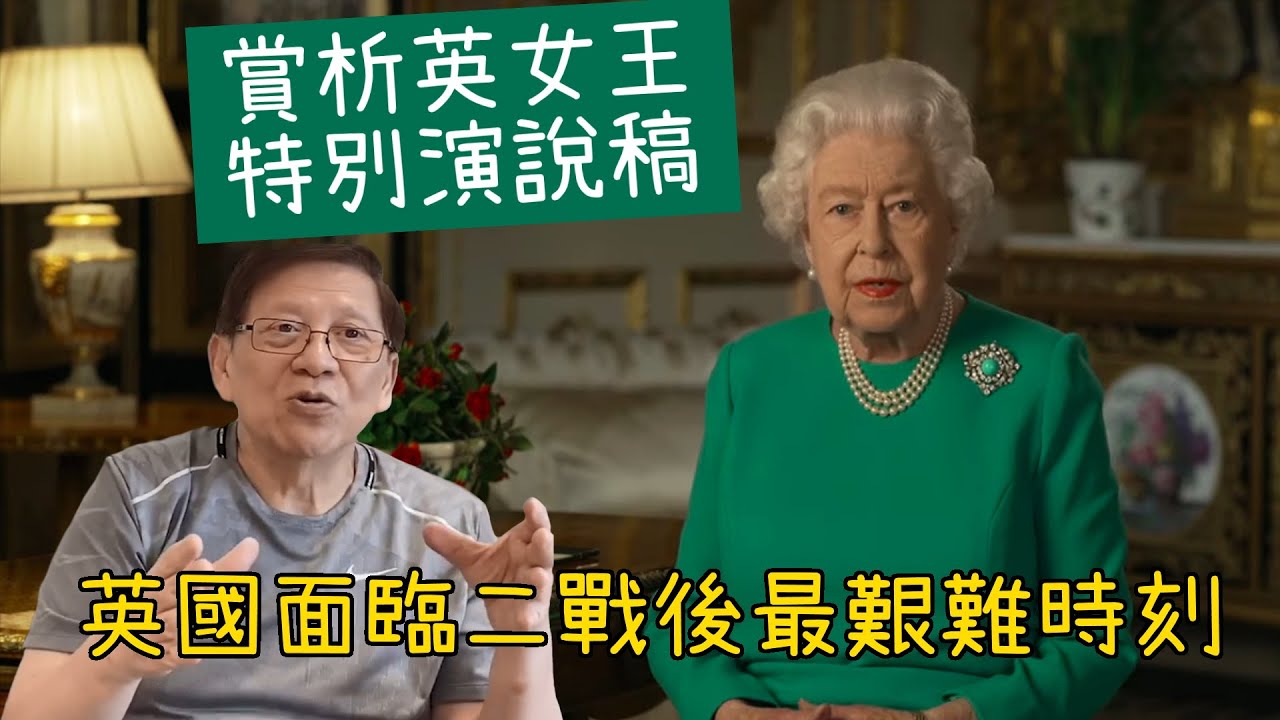 賞析英女王
特別演說稿
英國面臨二戰後最艱難時刻